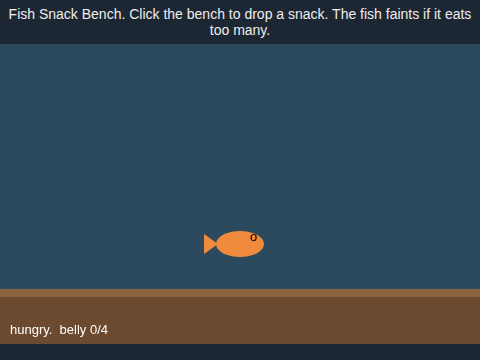 Fish Snack Bench. Click the bench to drop a snack. The fish faints if it eats
too many.
hungry.  belly 0/4